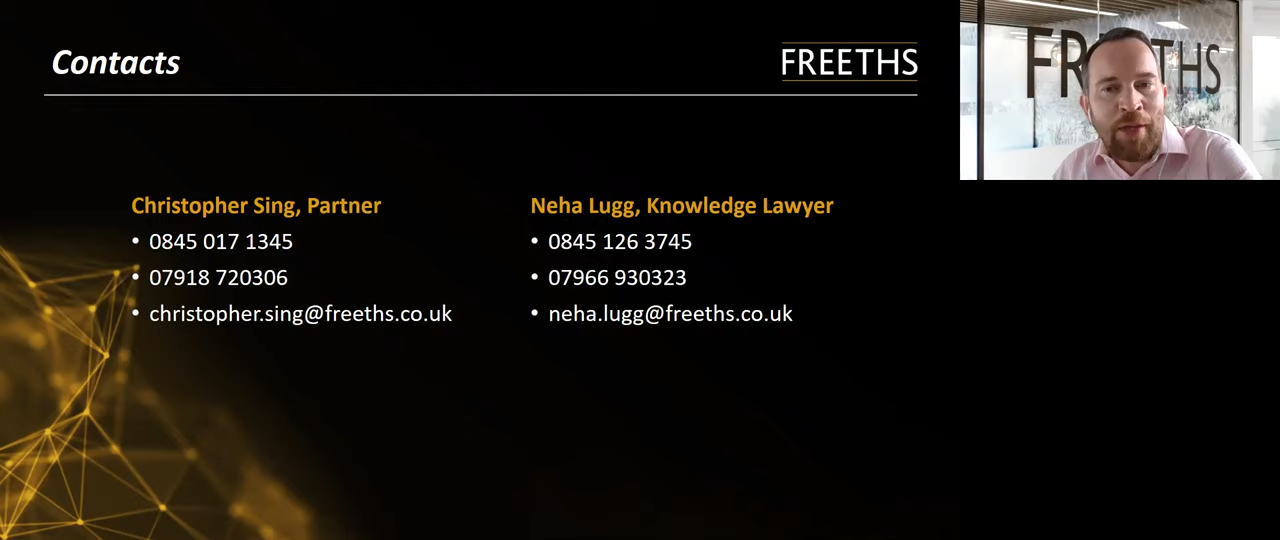 Contacts
FREETHS
FREETHS
Christopher Sing, Partner
• 0845 017 1345
• 07918 720306
• christopher.sing@freeths.co.uk
Neha Lugg, Knowledge Lawyer
• 0845 126 3745
• 07966 930323
• neha.lugg@freeths.co.uk